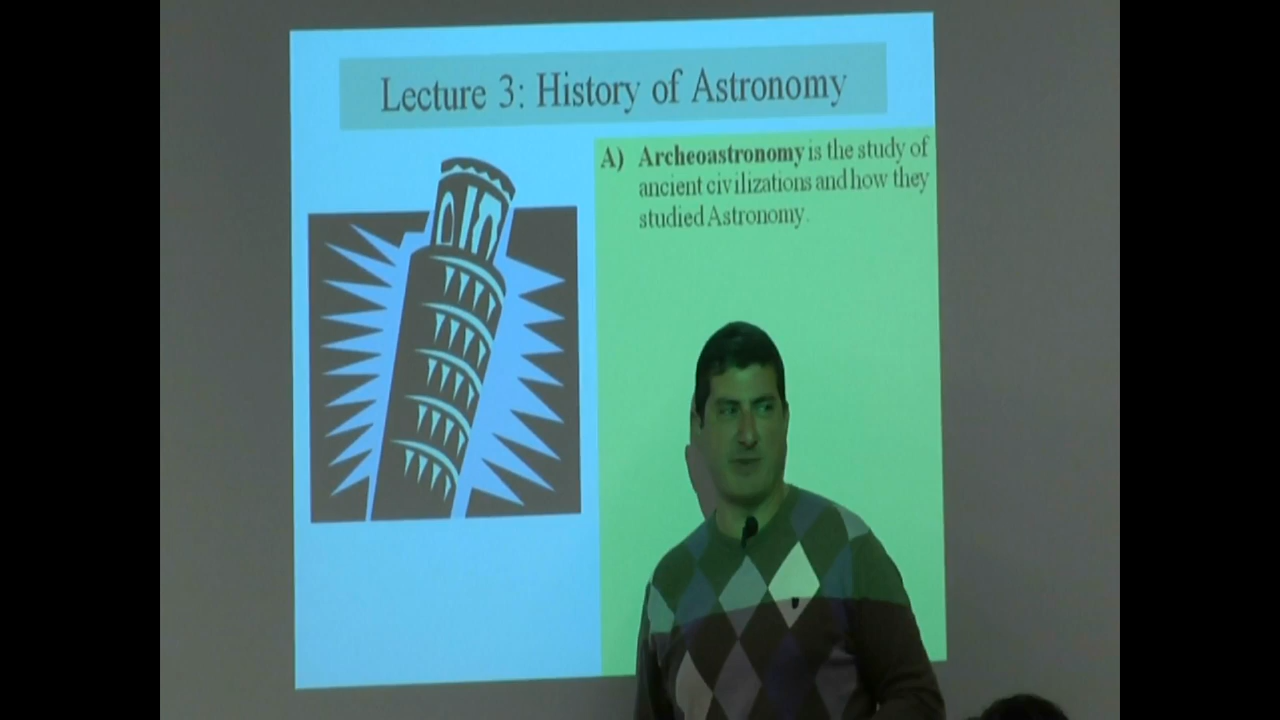 Lecture 3: History of Astronomy
A) Archeoastronomy is the study of
ancient civilizations and how they
studied Astronomy.